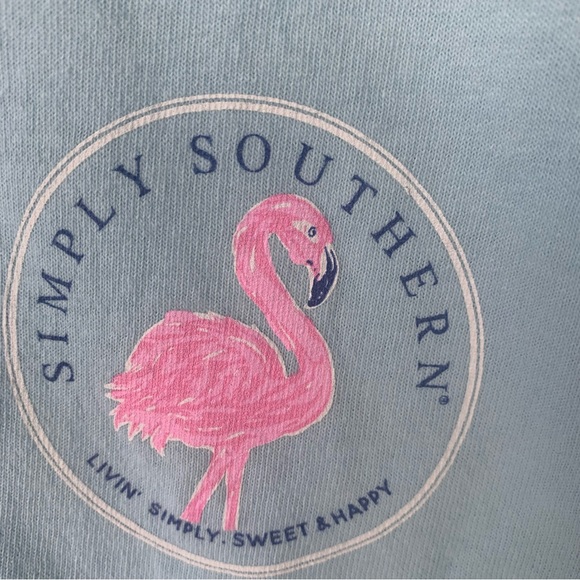 SIMPLY SOUTHERN®
LIVIN' SIMPLY. SWEET & HAPPY